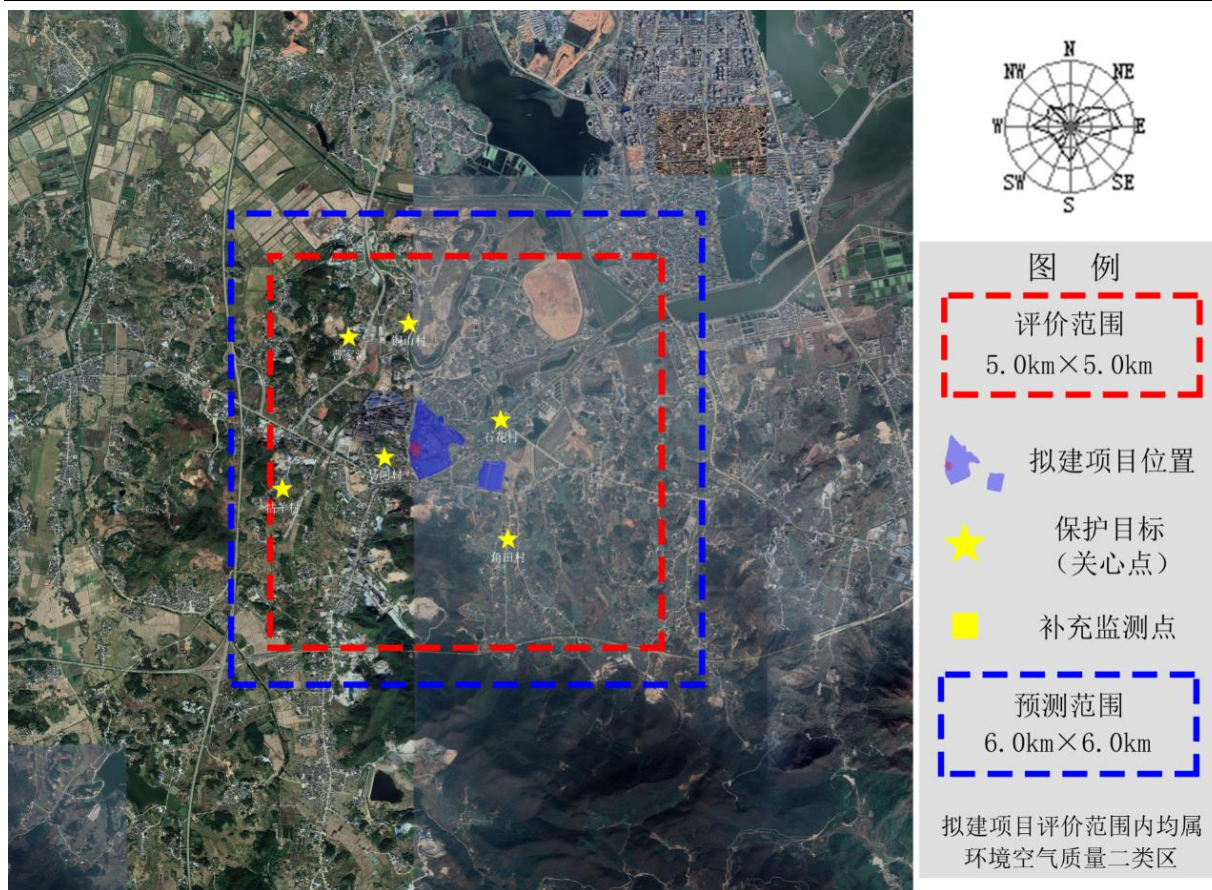 N
NW
NE
W
E
SW
SE
S
图 例
评价范围
5.0km×5.0km
拟建项目位置
保护目标
（关心点）
补充监测点
预测范围
6.0km×6.0km
拟建项目评价范围内均属
环境空气质量二类区
石花村
角田村